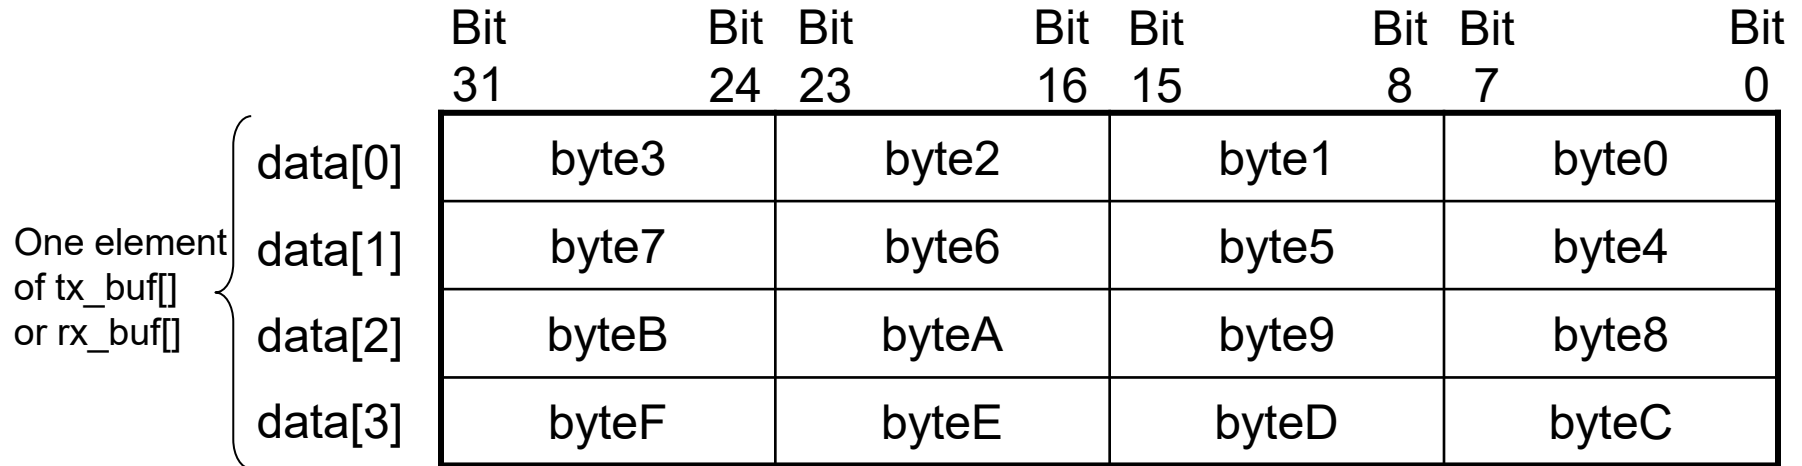 Bit Bit Bit Bit Bit Bit Bit Bit
31 24 23 16 15 8 7 0
data[0] byte3 byte2 byte1 byte0
One element
of tx_buf[]
or rx_buf[]
data[1] byte7 byte6 byte5 byte4
data[2] byteB byteA byte9 byte8
data[3] byteF byteE byteD byteC